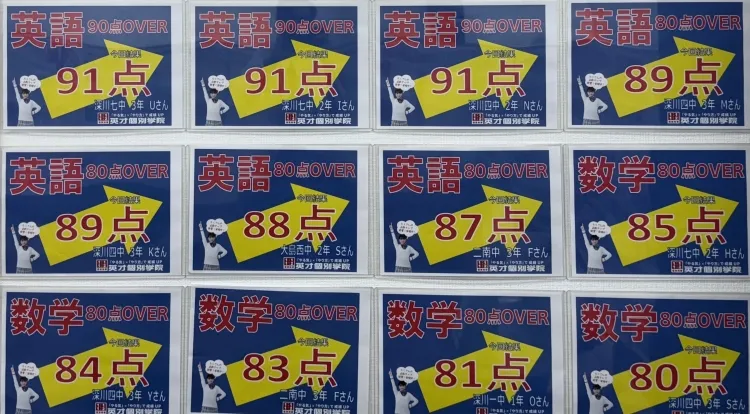 英語 90点OVER
今回結果
91点
深川七中 3年 Uさん
英才個別学院
英語 90点OVER
今回結果
91点
深川七中 2年 Iさん
英才個別学院
英語 90点OVER
今回結果
91点
深川四中 2年 Nさん
英才個別学院
英語 80点OVER
今回結果
89点
深川四中 3年 Mさん
英才個別学院
英語 80点OVER
今回結果
89点
深川四中 3年 Kさん
英才個別学院
英語 80点OVER
今回結果
88点
大島西中 2年 Sさん
英才個別学院
英語 80点OVER
今回結果
87点
二南中 3年 Fさん
英才個別学院
数学 80点OVER
今回結果
85点
深川七中 2年 Hさん
英才個別学院
数学 80点OVER
今回結果
84点
深川四中 3年 Yさん
英才個別学院
数学 80点OVER
今回結果
83点
二南中 3年 Fさん
英才個別学院
数学 80点OVER
今回結果
81点
深川一中 1年 Oさん
英才個別学院
数学 80点OVER
今回結果
80点
深川四中 3年 Sさん
英才個別学院